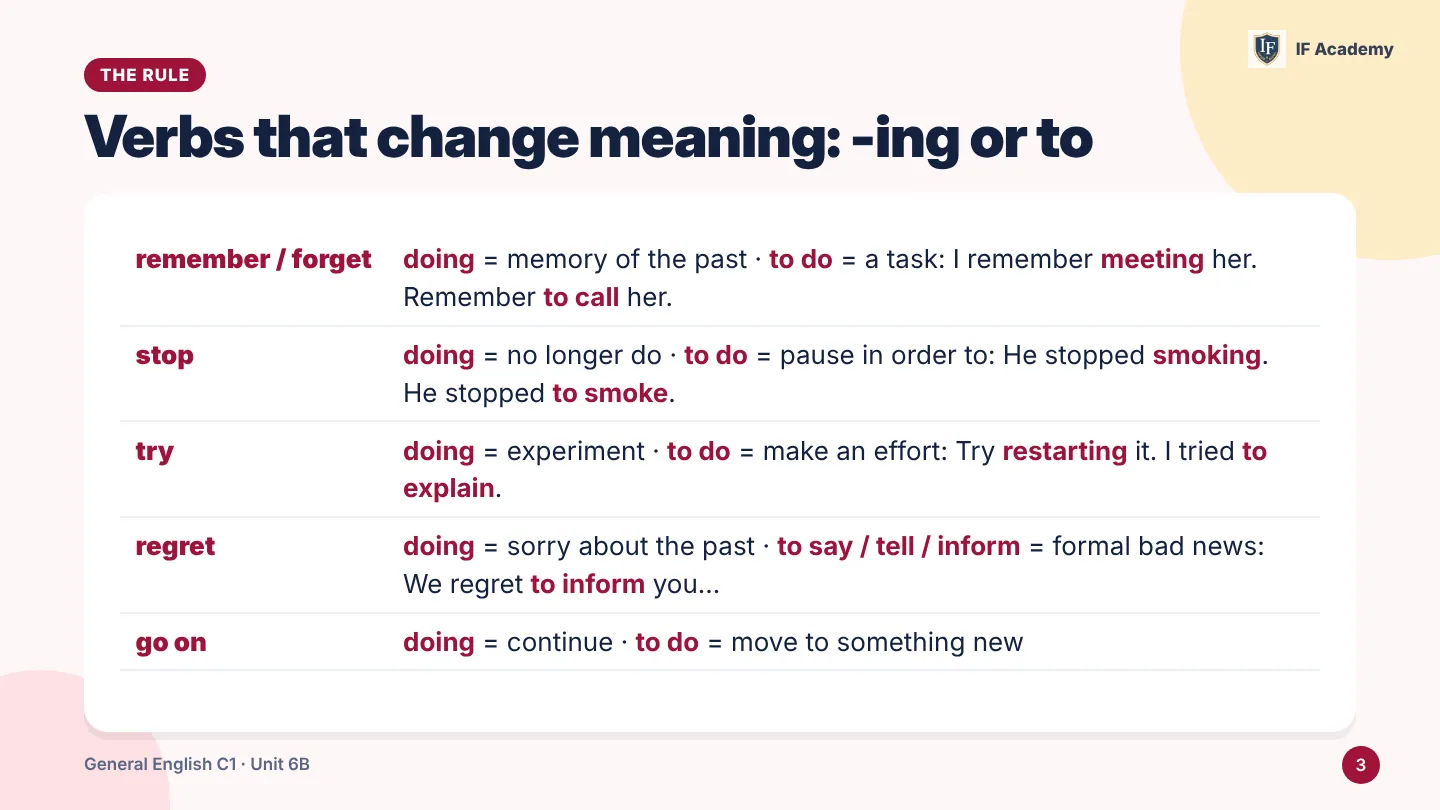 IF
IF Academy
THE RULE
Verbs that change meaning: -ing or to
remember / forget
doing = memory of the past · to do = a task: I remember meeting her.
Remember to call her.
stop
doing = no longer do · to do = pause in order to: He stopped smoking.
He stopped to smoke.
try
doing = experiment · to do = make an effort: Try restarting it. I tried to
explain.
regret
doing = sorry about the past · to say / tell / inform = formal bad news:
We regret to inform you...
go on
doing = continue · to do = move to something new
General English C1 · Unit 6B
3